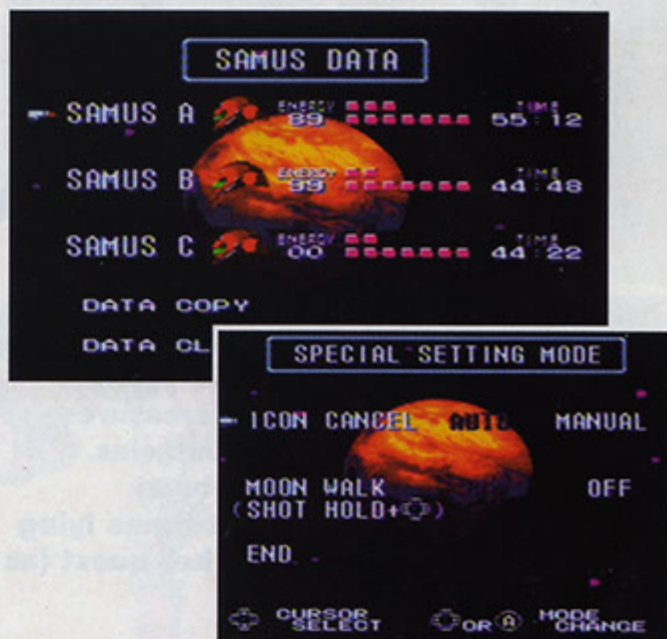 SAMUS DATA
SAMUS A ENERGY 89 TIME 55:12
SAMUS B ENERGY 99 TIME 44:48
SAMUS C ENERGY 00 TIME 44:22
DATA COPY
DATA CL
SPECIAL SETTING MODE
ICON CANCEL AUTO MANUAL
MOON WALK OFF
(SHOT HOLD+)
END
CURSOR SELECT OR A MODE CHANGE